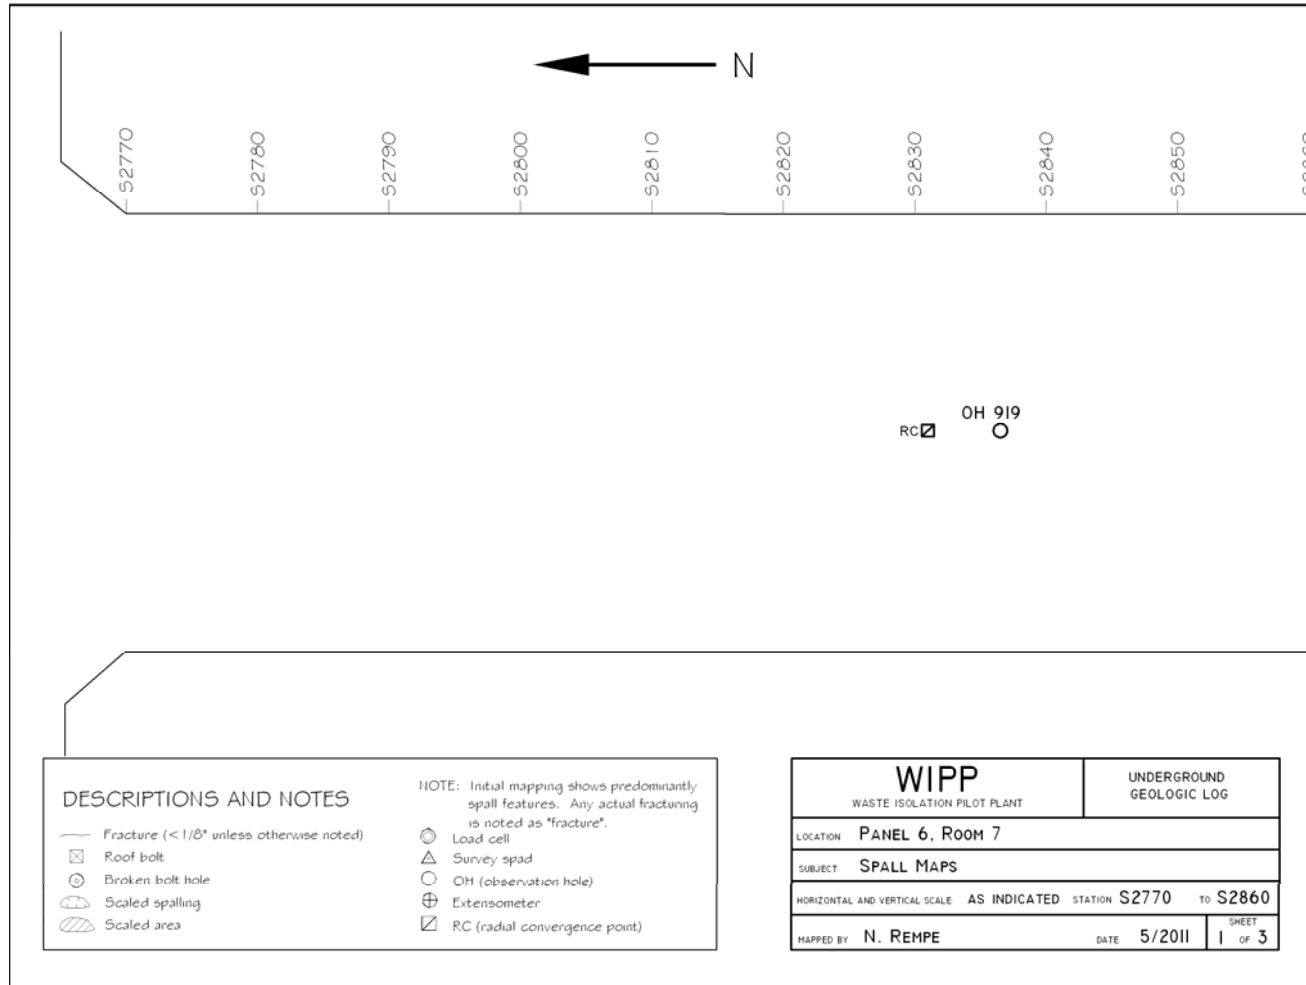 N
S2770
S2780
S2790
S2800
S2810
S2820
S2830
S2840
S2850
S2860
OH 919
RC
DESCRIPTIONS AND NOTES
Fracture (< 1/8" unless otherwise noted)
Roof bolt
Broken bolt hole
Scaled spalling
Scaled area
NOTE: Initial mapping shows predominantly
spall features. Any actual fracturing
is noted as "fracture".
Load cell
Survey spad
OH (observation hole)
Extensometer
RC (radial convergence point)
WIPP
WASTE ISOLATION PILOT PLANT
UNDERGROUND
GEOLOGIC LOG
LOCATION PANEL 6, ROOM 7
SUBJECT SPALL MAPS
HORIZONTAL AND VERTICAL SCALE: AS INDICATED STATION S2770 TO S2860
MAPPED BY N. REMPE DATE 5/2011
SHEET
1 OF 3